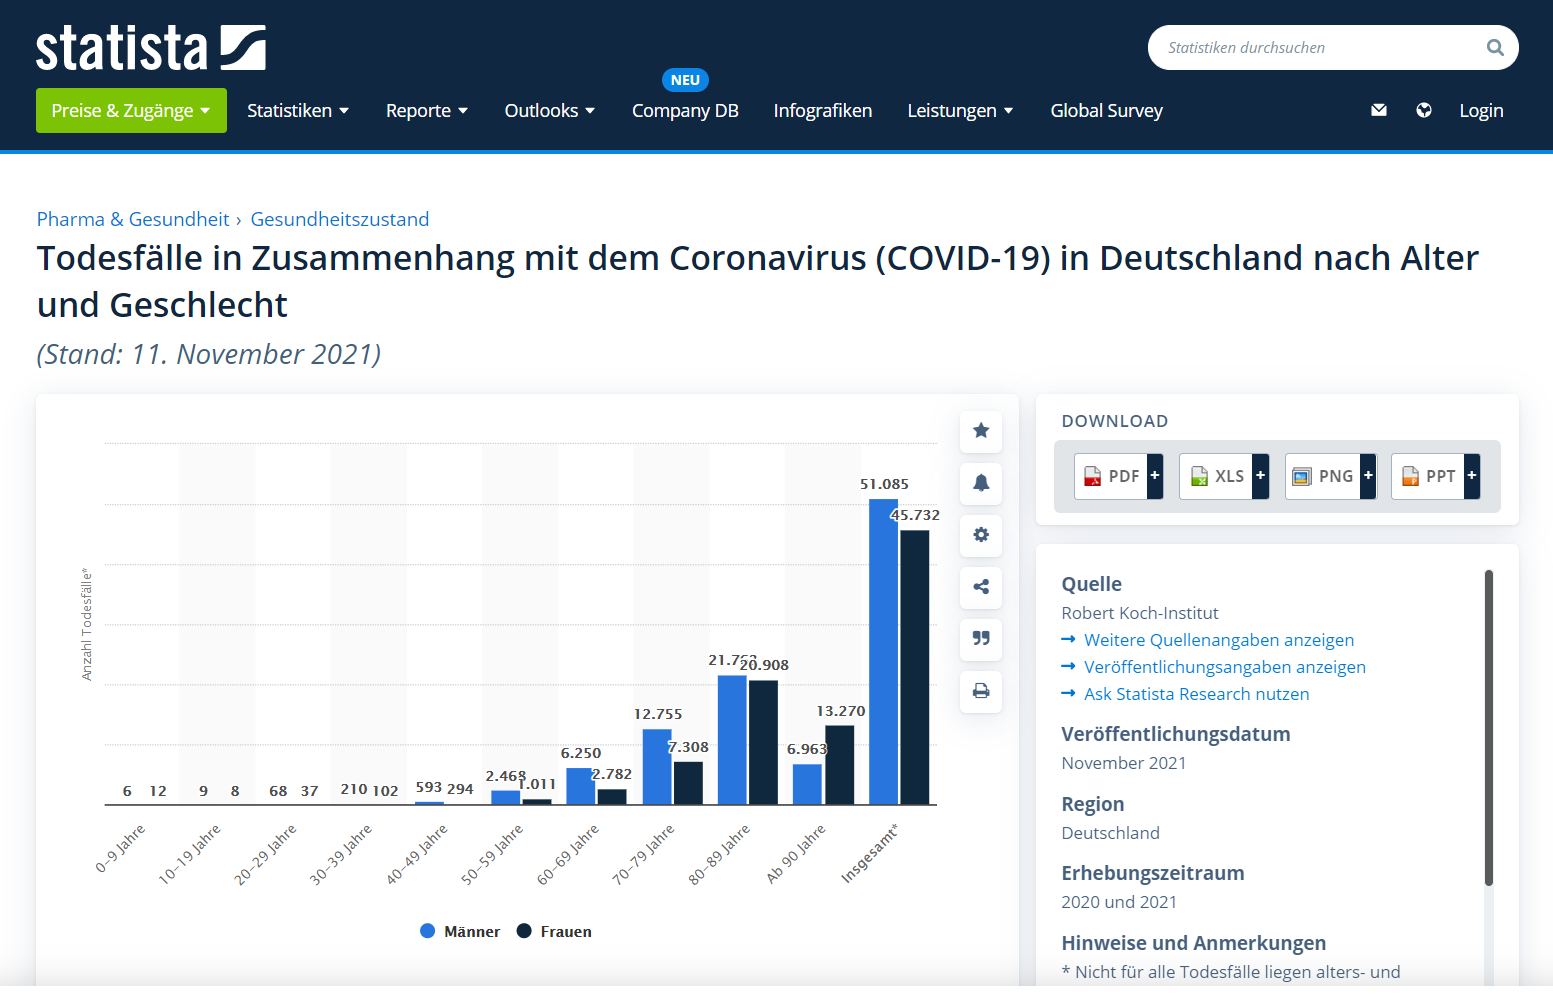 statista
Statistiken durchsuchen
NEU
Preise & Zugänge
Statistiken
Reporte
Outlooks
Company DB
Infografiken
Leistungen
Global Survey
Login
Pharma & Gesundheit › Gesundheitszustand
Todesfälle in Zusammenhang mit dem Coronavirus (COVID-19) in Deutschland nach Alter
und Geschlecht
(Stand: 11. November 2021)
Anzahl Todesfälle*
6 12 9 8 68 37 210 102 593 294 1.011
6.250 2.782
12.755 7.308
20.908
6.963 13.270
51.085 45.732
0–9 Jahre
10–19 Jahre
20–29 Jahre
30–39 Jahre
40–49 Jahre
50–59 Jahre
60–69 Jahre
70–79 Jahre
80–89 Jahre
Ab 90 Jahre
Insgesamt*
Männer Frauen
DOWNLOAD
PDF + XLS + PNG + PPT +
Quelle
Robert Koch-Institut
→ Weitere Quellenangaben anzeigen
→ Veröffentlichungsangaben anzeigen
→ Ask Statista Research nutzen
Veröffentlichungsdatum
November 2021
Region
Deutschland
Erhebungszeitraum
2020 und 2021
Hinweise und Anmerkungen
* Nicht für alle Todesfälle liegen alters- und